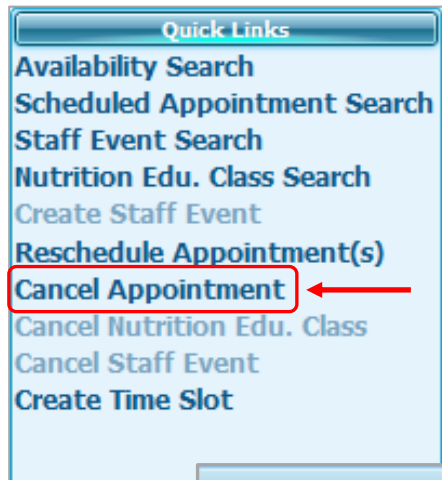 Quick Links
Availability Search
Scheduled Appointment Search
Staff Event Search
Nutrition Edu. Class Search
Create Staff Event
Reschedule Appointment(s)
Cancel Appointment
Cancel Nutrition Edu. Class
Cancel Staff Event
Create Time Slot